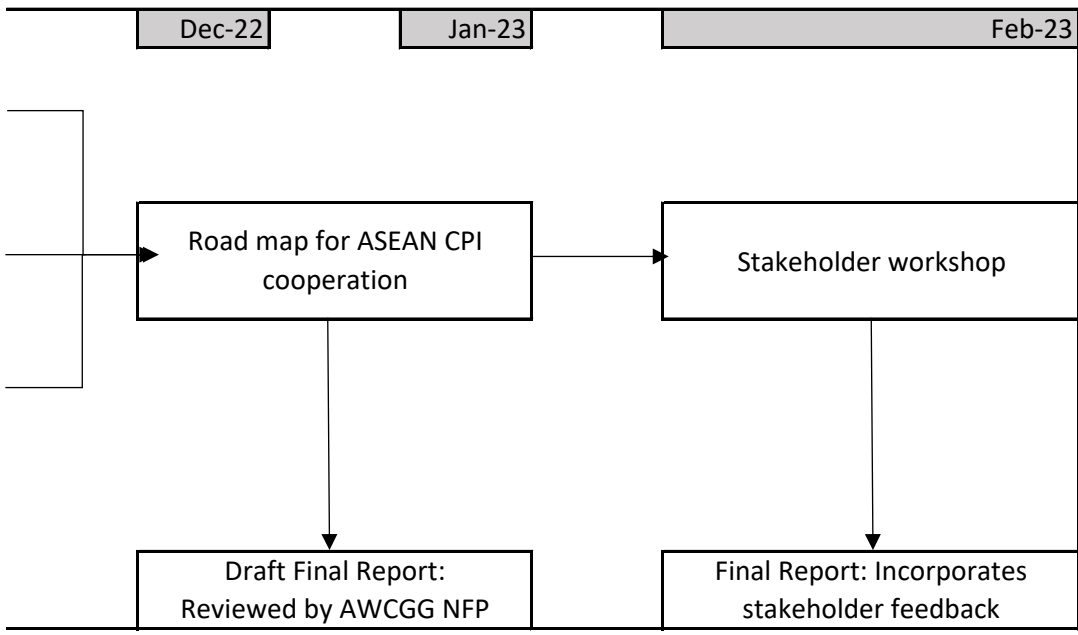 Dec-22
Jan-23
Feb-23
Road map for ASEAN CPI
cooperation
Stakeholder workshop
Draft Final Report:
Reviewed by AWCGG NFP
Final Report: Incorporates
stakeholder feedback